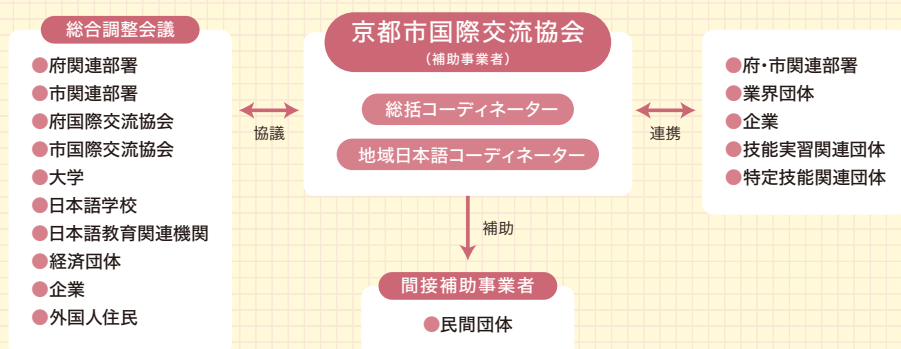 総合調整会議
●府関連部署
●市関連部署
●府国際交流協会
●市国際交流協会
●大学
●日本語学校
●日本語教育関連機関
●経済団体
●企業
●外国人住民
協議
京都市国際交流協会
(補助事業者)
総括コーディネーター
地域日本語コーディネーター
補助
間接補助事業者
●民間団体
連携
●府・市関連部署
●業界団体
●企業
●技能実習関連団体
●特定技能関連団体